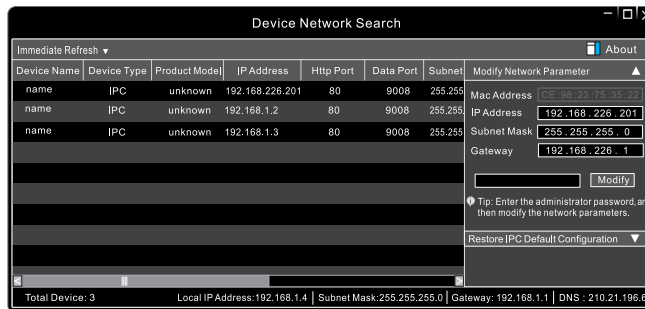 Device Network Search
Immediate Refresh ▼
About
Device Name Device Type Product Model IP Address Http Port Data Port Subnet
name IPC unknown 192.168.226.201 80 9008 255.255
name IPC unknown 192.168.1.2 80 9008 255.255.
name IPC unknown 192.168.1.3 80 9008 255.255
Modify Network Parameter ▲
Mac Address CE:98:23:75:35:22
IP Address 192.168.226.201
Subnet Mask 255.255.255.0
Gateway 192.168.226.1
Modify
Tip: Enter the administrator password, an
then modify the network parameters.
Restore IPC Default Configuration ▼
Total Device: 3 Local IP Address:192.168.1.4 Subnet Mask:255.255.255.0 Gateway: 192.168.1.1 DNS : 210.21.196.6